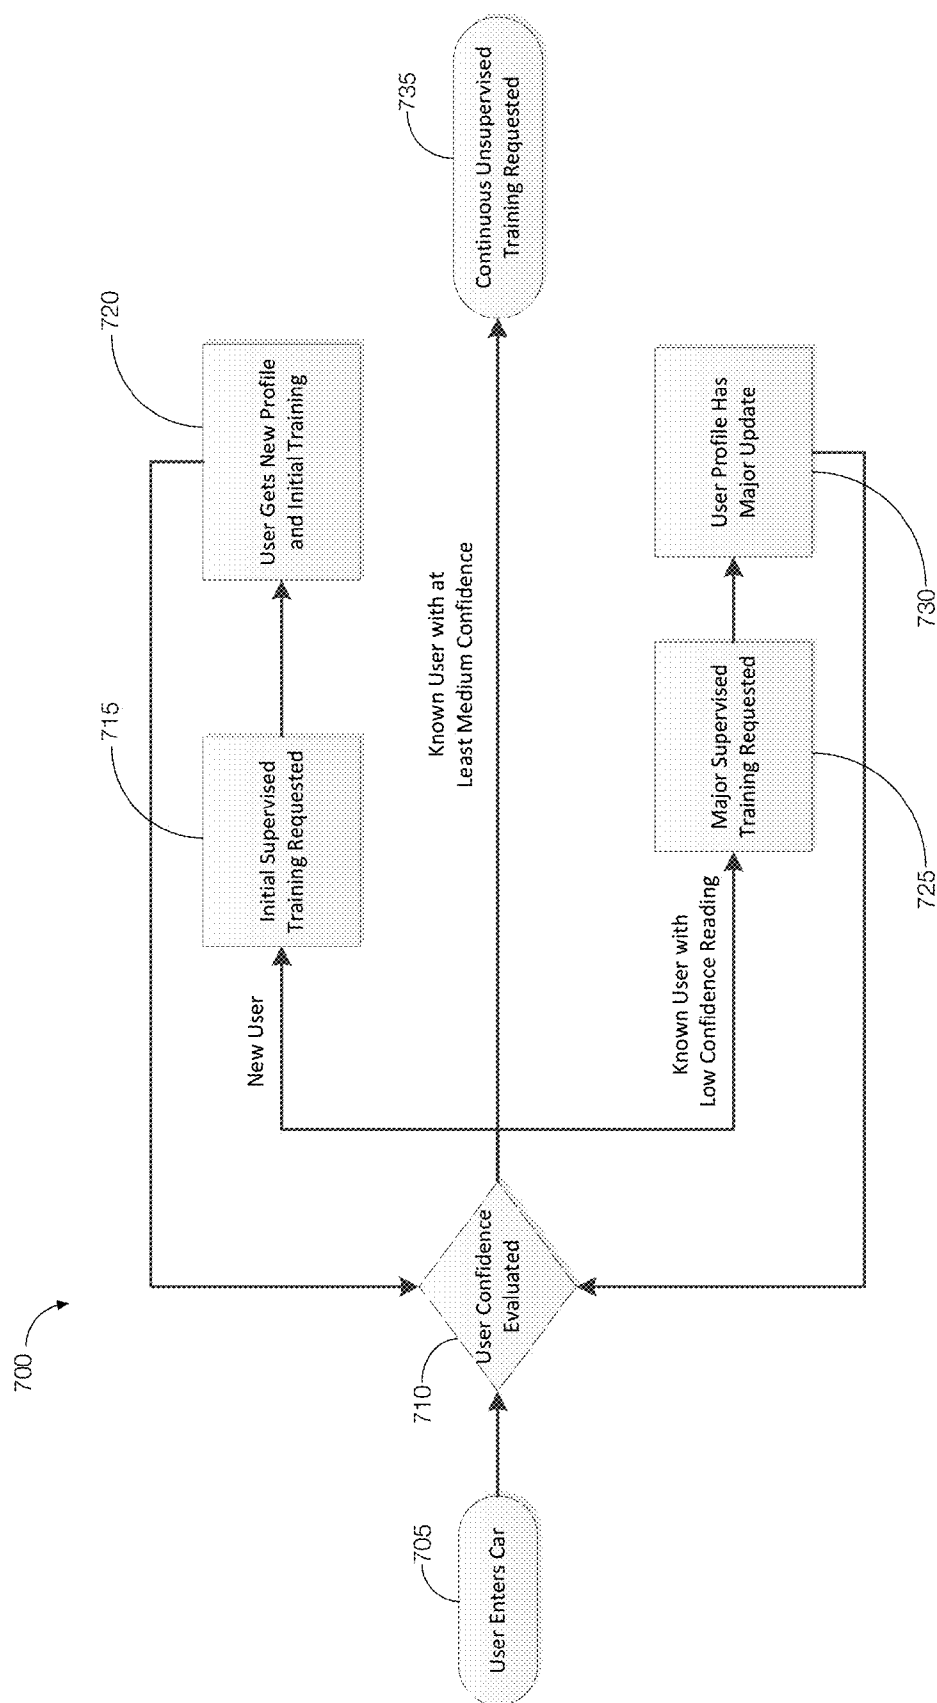 700
705
User Enters Car
710
User Confidence
Evaluated
New User
715
Initial Supervised
Training Requested
720
User Gets New Profile
and Initial Training
Known User with at
Least Medium Confidence
735
Continuous Unsupervised
Training Requested
Known User with
Low Confidence Reading
Major Supervised
Training Requested
725
User Profile Has
Major Update
730